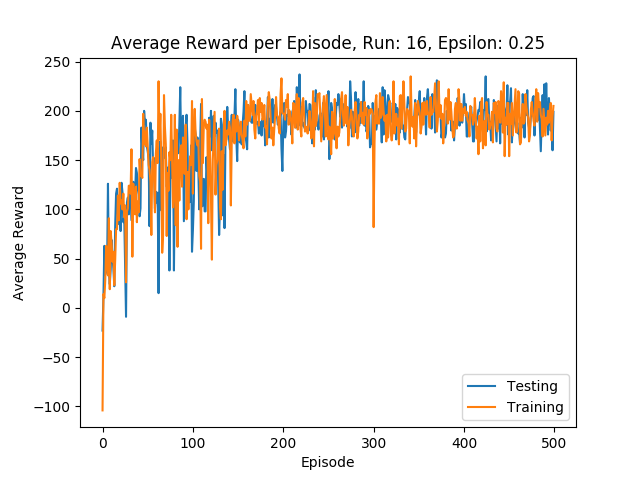 Average Reward per Episode, Run: 16, Epsilon: 0.25
Average Reward
250
200
150
100
50
0
−50
−100
0
100
200
300
400
500
Episode
Testing
Training